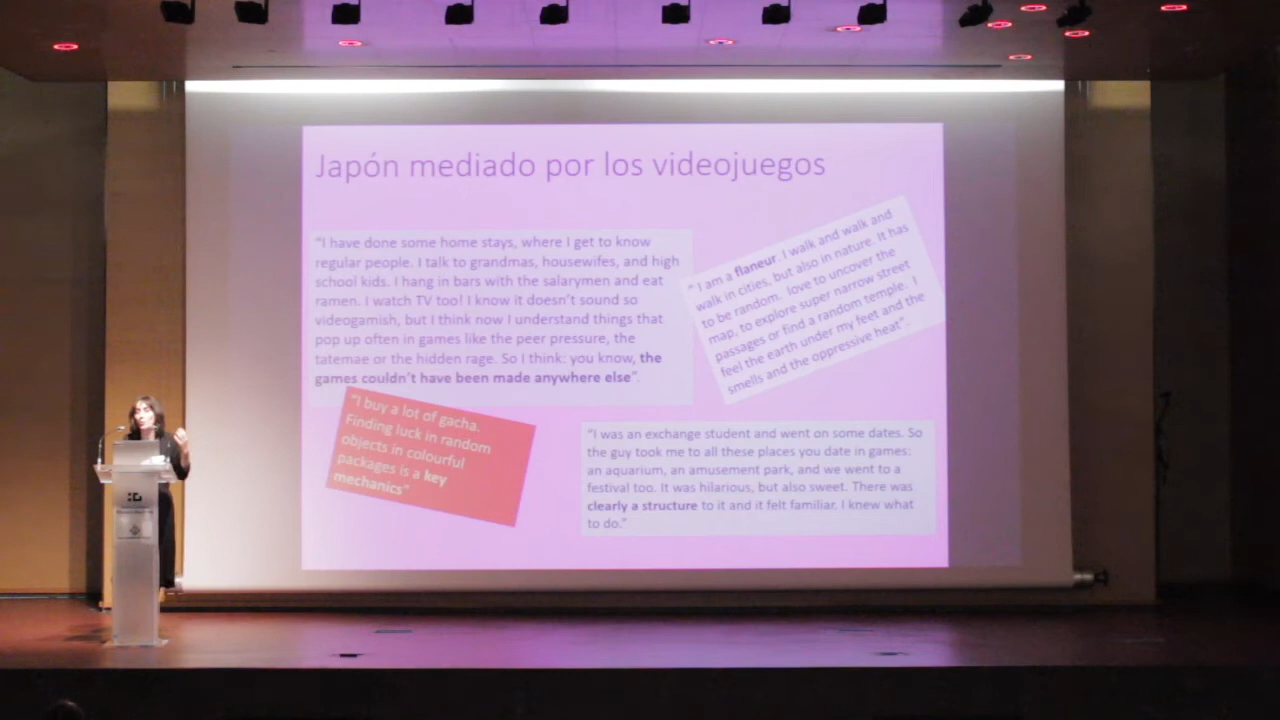 Japón mediado por los videojuegos
“I have done some home stays, where I get to know
regular people. I talk to grandmas, housewifes, and high
school kids. I hang in bars with the salarymen and eat
ramen. I watch TV too! I know it doesn’t sound so
videogamish, but I think now I understand things that
pop up often in games like the peer pressure, the
tatemae or the hidden rage. So I think: you know, the
games couldn’t have been made anywhere else”.
“ I am a flaneur. I walk and walk and
walk in cities, but also in nature. It has
to be random. love to uncover the
map, to explore super narrow street
passages or find a random temple. I
feel the earth under my feet and the
smells and the oppressive heat”.
“I buy a lot of gacha.
Finding luck in random
objects in colourful
packages is a key
mechanics”
“I was an exchange student and went on some dates. So
the guy took me to all these places you date in games:
an aquarium, an amusement park, and we went to a
festival too. It was hilarious, but also sweet. There was
clearly a structure to it and it felt familiar. I knew what
to do.”